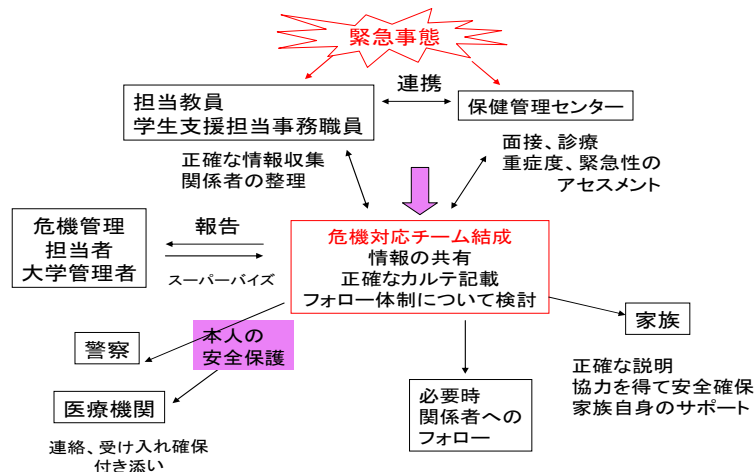 緊急事態
連携
担当教員
学生支援担当事務職員
保健管理センター
正確な情報収集
関係者の整理
面接、診療
重症度、緊急性の
アセスメント
危機管理
担当者
大学管理者
報告
スーパーバイズ
危機対応チーム結成
情報の共有
正確なカルテ記載
フォロー体制について検討
警察
本人の
安全保護
家族
医療機関
連絡、受け入れ確保
付き添い
必要時
関係者への
フォロー
正確な説明
協力を得て安全確保
家族自身のサポート